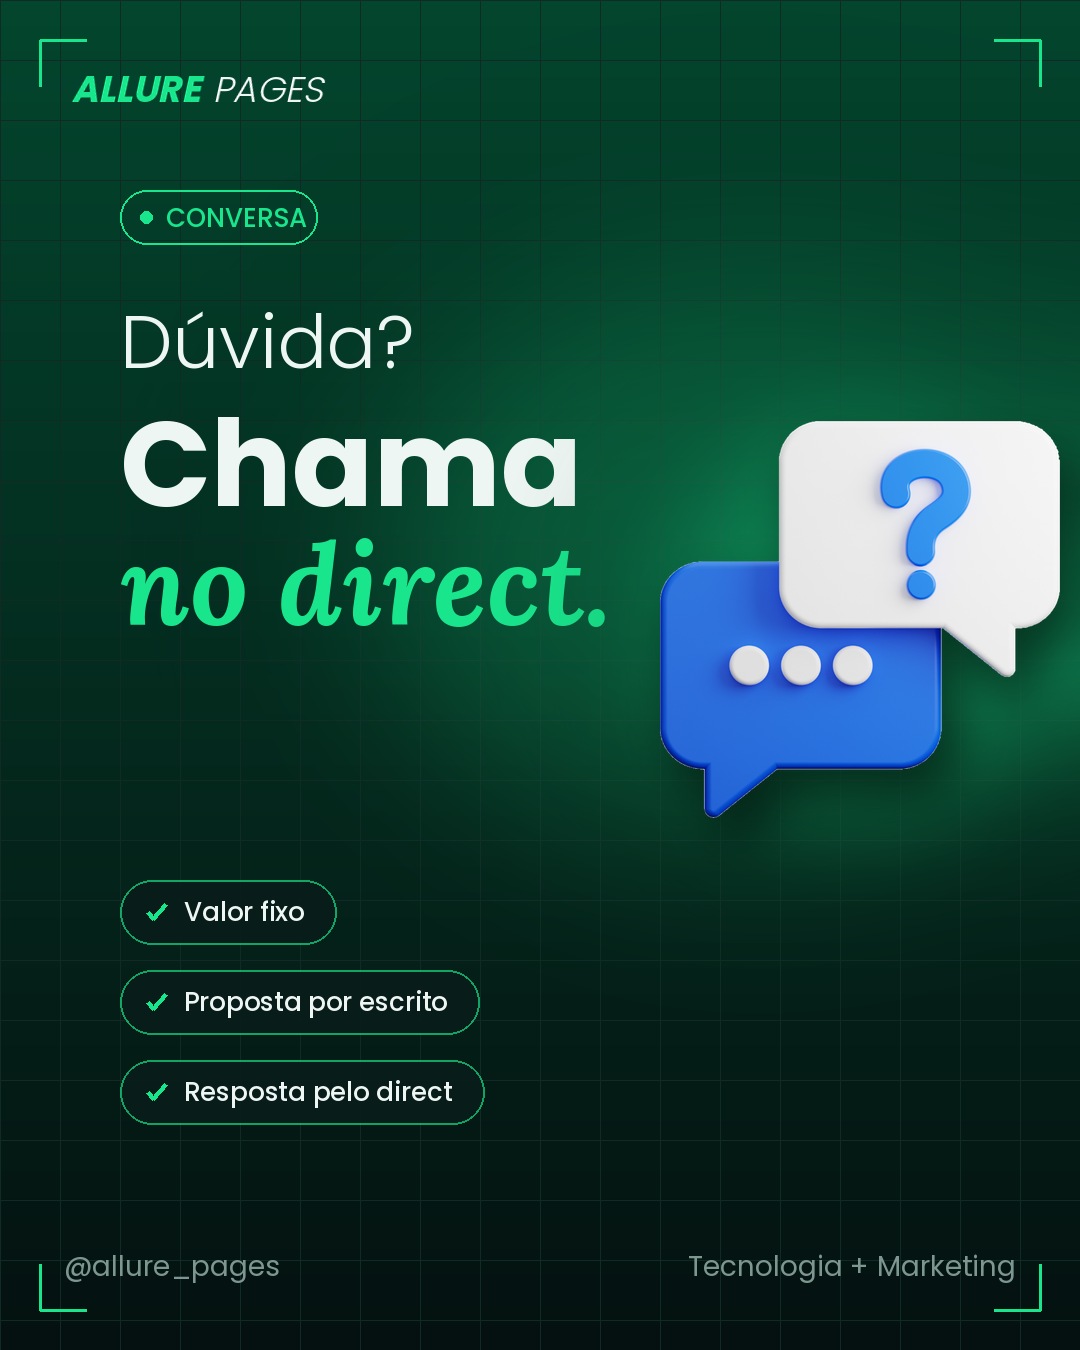 ALLURE PAGES
CONVERSA
Dúvida?
Chama
no direct.
?
Valor fixo
Proposta por escrito
Resposta pelo direct
@allure_pages
Tecnologia + Marketing